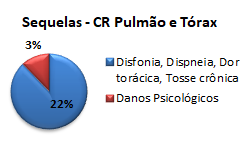 Sequelas - CR Pulmão e Tórax
3%
22%
Disfonia, Dispneia, Dor
torácica, Tosse crônica
Danos Psicológicos